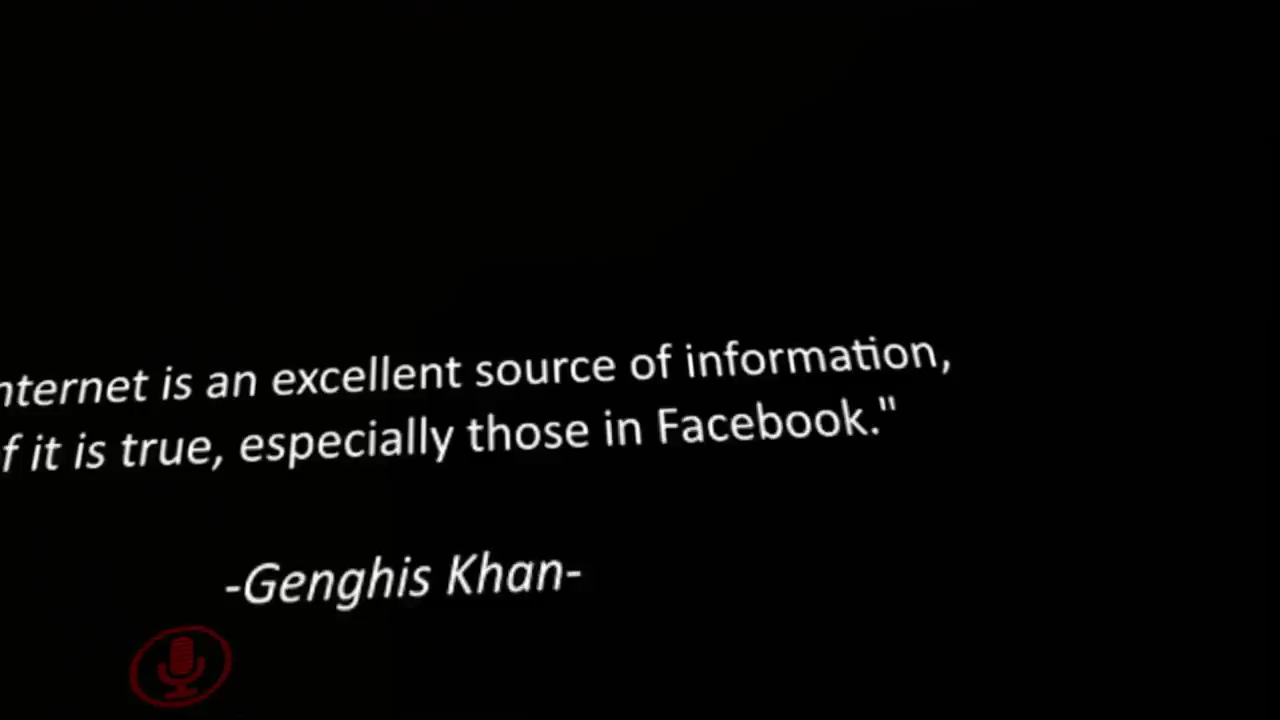 nternet is an excellent source of information,
f it is true, especially those in Facebook."
-Genghis Khan-